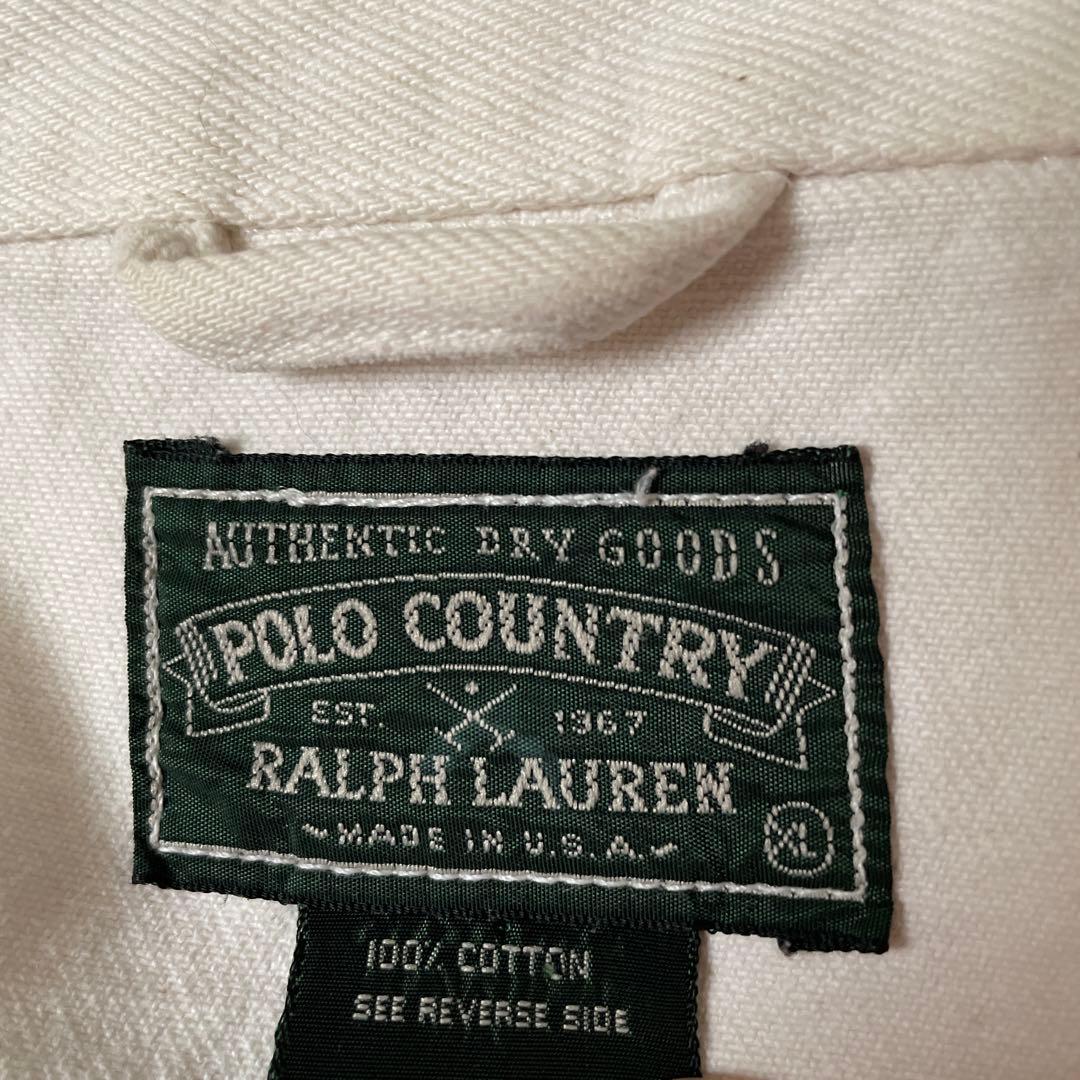 AUTHENTIC DRY GOODS
POLO COUNTRY
EST. 1967
RALPH LAUREN
~MADE IN U.S.A.~
XL
100% COTTON
SEE REVERSE SIDE